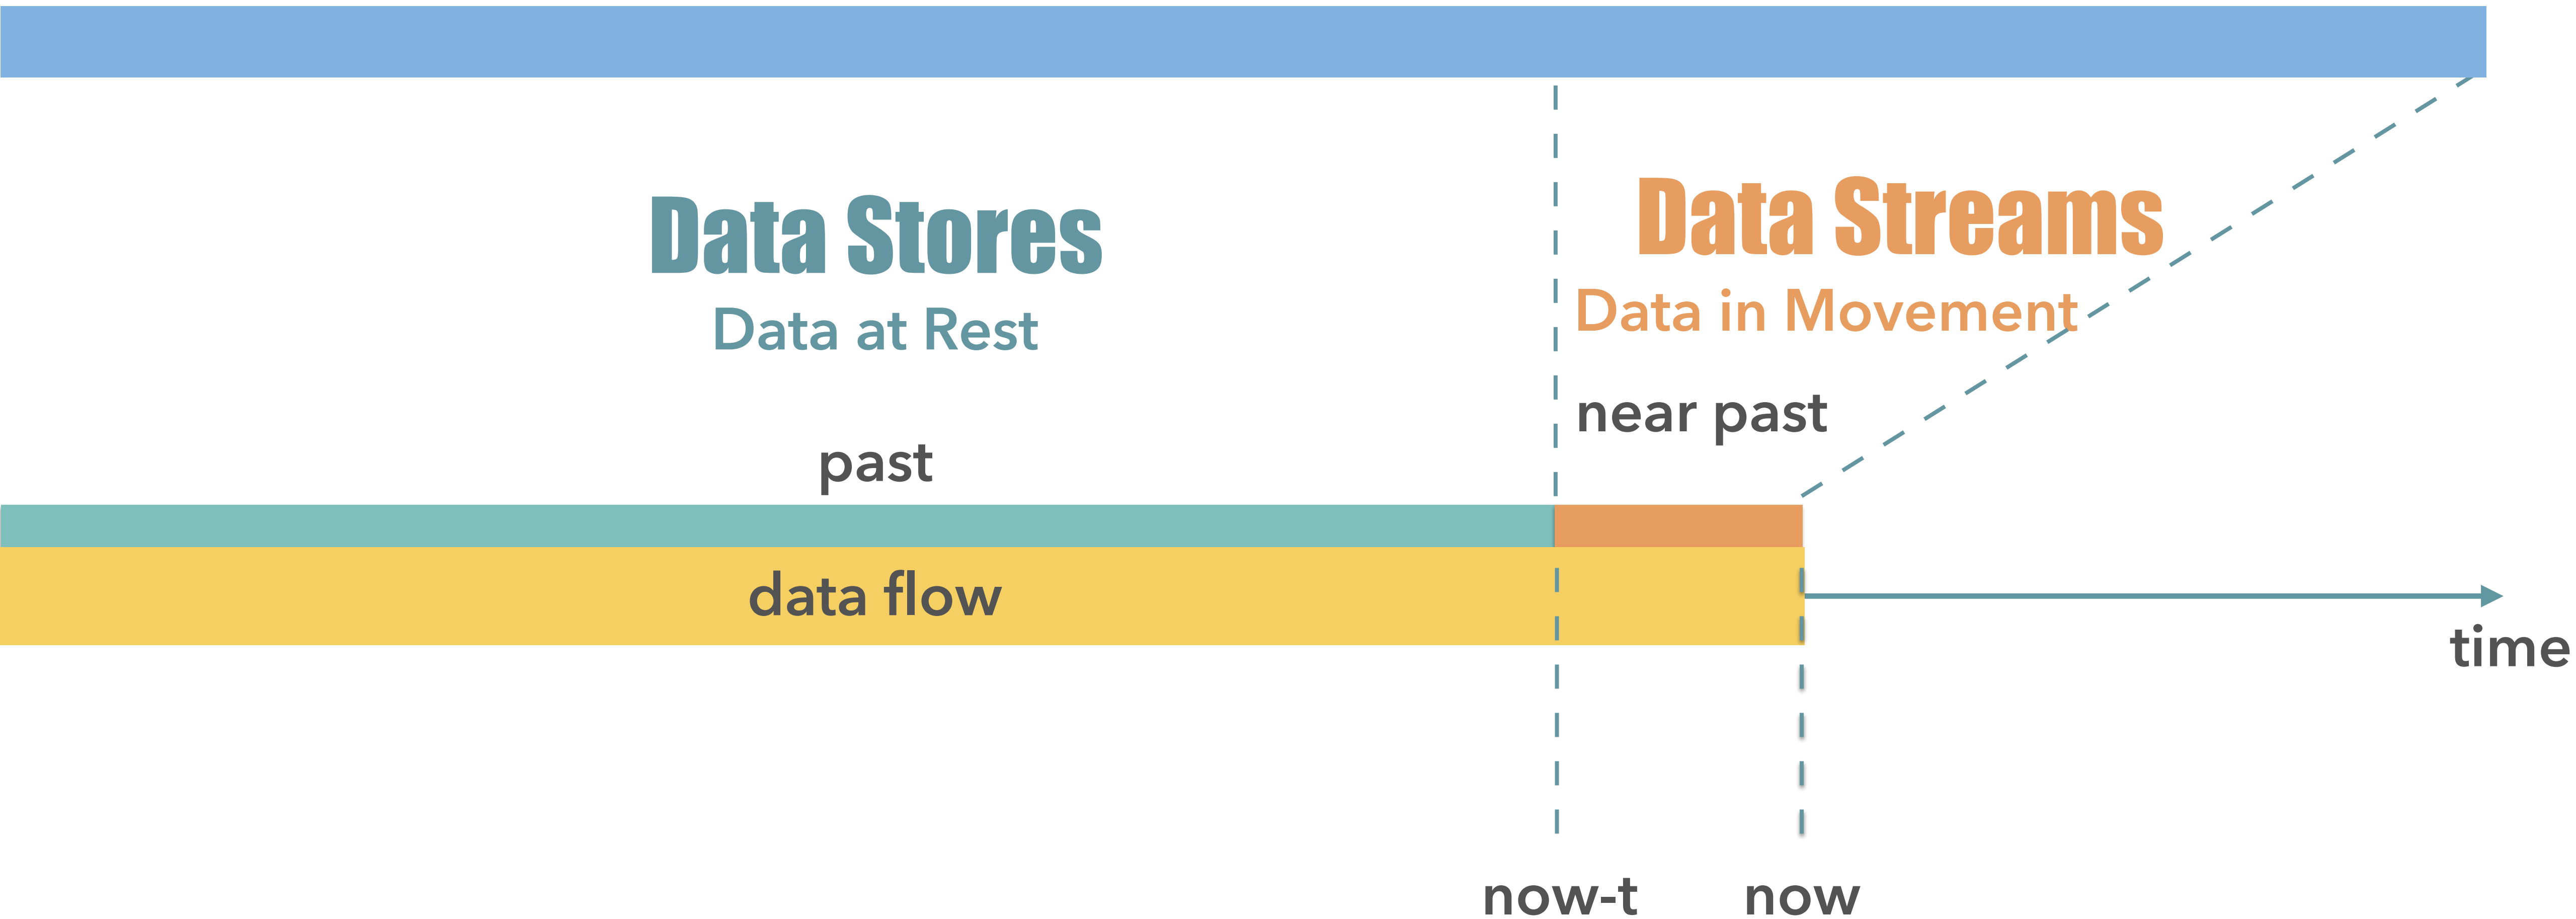 Data Stores
Data at Rest
past
Data Streams
Data in Movement
near past
data flow
time
now-t
now